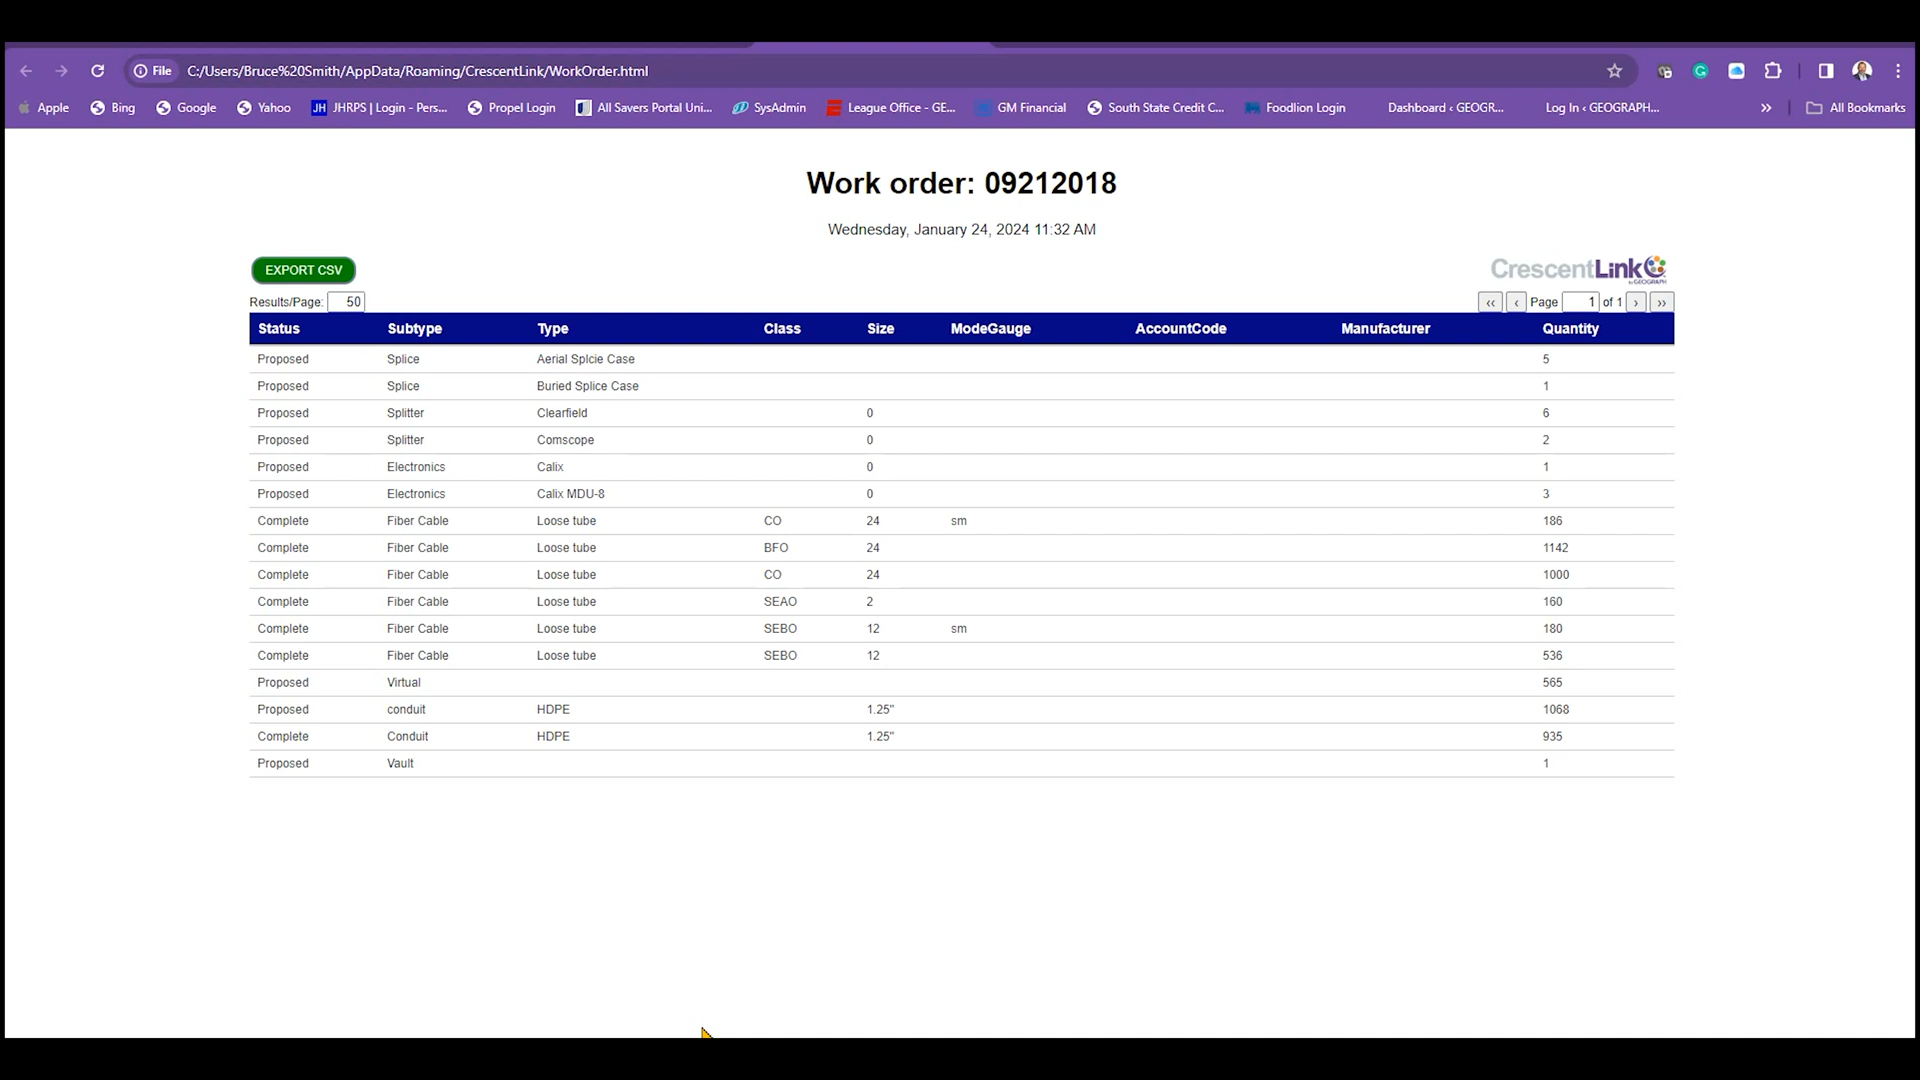 File C:/Users/Bruce%20Smith/AppData/Roaming/CrescentLink/WorkOrder.html
Apple Bing Google Yahoo JH JHRPS | Login - Pers... Propel Login All Savers Portal Uni... SysAdmin League Office - GE... GM Financial South State Credit C... Foodlion Login Dashboard ‹ GEOGR... Log In ‹ GEOGRAPH... » All Bookmarks
Work order: 09212018
Wednesday, January 24, 2024 11:32 AM
EXPORT CSV
CrescentLink
by GEOGRAPH
Results/Page: 50
‹‹ ‹ Page 1 of 1 › ››
Status Subtype Type Class Size ModeGauge AccountCode Manufacturer Quantity
Proposed Splice Aerial Splcie Case 5
Proposed Splice Buried Splice Case 1
Proposed Splitter Clearfield 0 6
Proposed Splitter Comscope 0 2
Proposed Electronics Calix 0 1
Proposed Electronics Calix MDU-8 0 3
Complete Fiber Cable Loose tube CO 24 sm 186
Complete Fiber Cable Loose tube BFO 24 1142
Complete Fiber Cable Loose tube CO 24 1000
Complete Fiber Cable Loose tube SEAO 2 160
Complete Fiber Cable Loose tube SEBO 12 sm 180
Complete Fiber Cable Loose tube SEBO 12 536
Proposed Virtual 565
Proposed conduit HDPE 1.25" 1068
Complete Conduit HDPE 1.25" 935
Proposed Vault 1